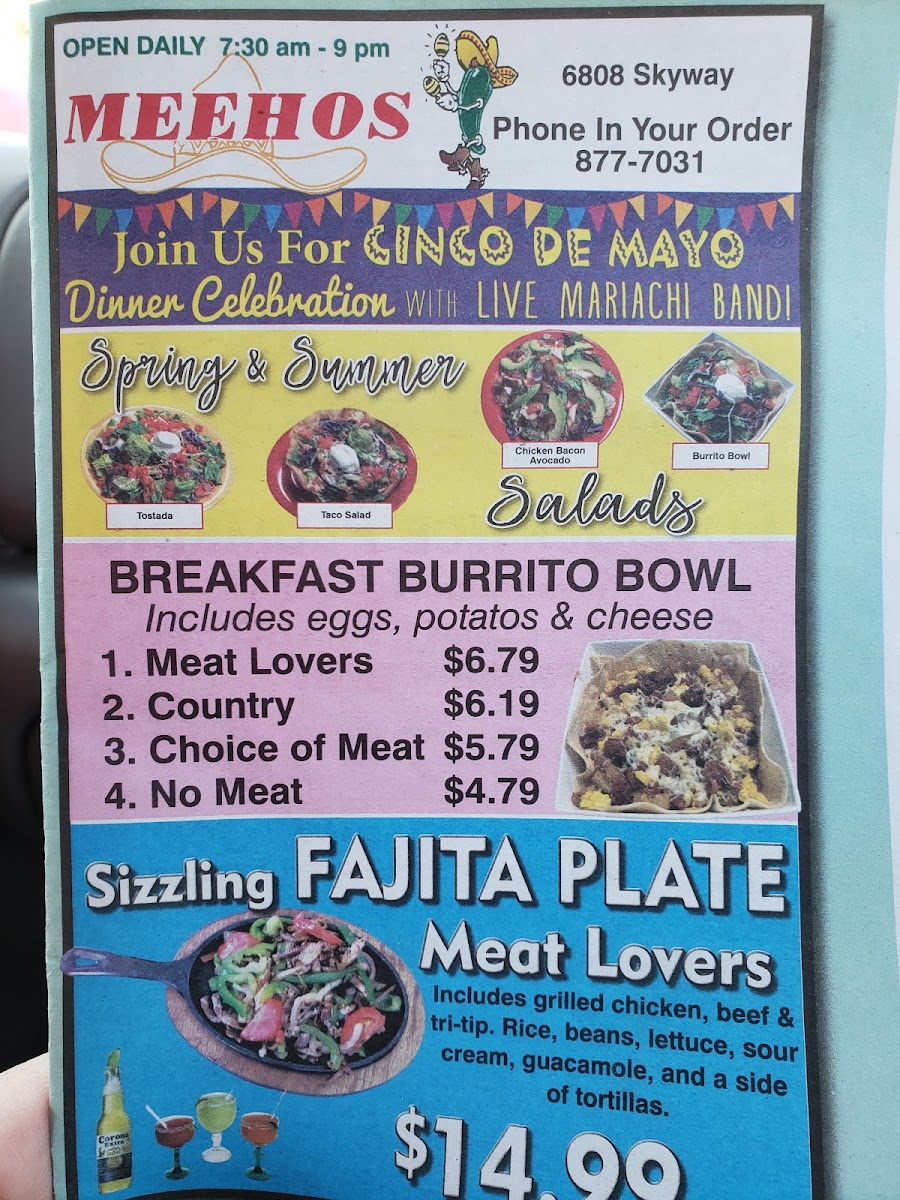 OPEN DAILY 7:30 am - 9 pm
MEEHOS
6808 Skyway
Phone In Your Order
877-7031
Join Us For CINCO DE MAYO
Dinner Celebration WITH LIVE MARIACHI BAND!
Spring & Summer
Salads
Tostada
Taco Salad
Chicken Bacon
Avocado
Burrito Bowl
BREAKFAST BURRITO BOWL
Includes eggs, potatos & cheese
1. Meat Lovers $6.79
2. Country $6.19
3. Choice of Meat $5.79
4. No Meat $4.79
Sizzling FAJITA PLATE
Meat Lovers
Includes grilled chicken, beef &
tri-tip. Rice, beans, lettuce, sour
cream, guacamole, and a side
of tortillas.
$14.99
Corona
Extra